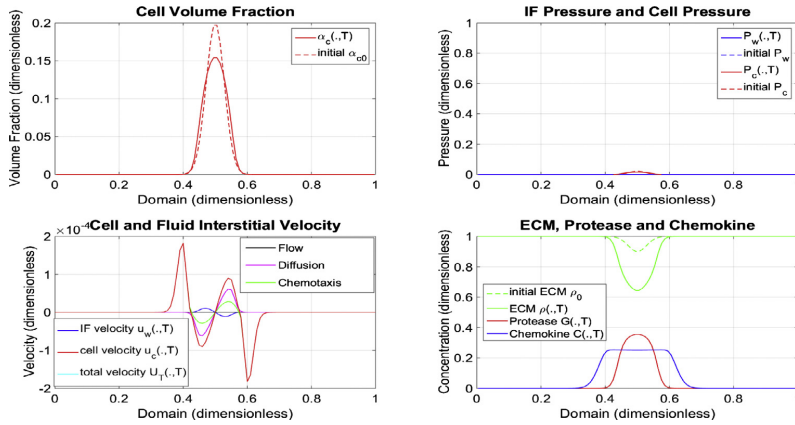 Cell Volume Fraction
Volume Fraction (dimensionless)
0.2
0.15
0.1
0.05
0
α_c(.,T)
initial α_c0
0 0.2 0.4 0.6 0.8 1
Domain (dimensionless)
IF Pressure and Cell Pressure
Pressure (dimensionless)
1
0.8
0.6
0.4
0.2
0
P_w(.,T)
initial P_w
P_c(.,T)
initial P_c
0 0.2 0.4 0.6 0.8
Domain (dimensionless)
×10⁻⁴ Cell and Fluid Interstitial Velocity
Velocity (dimensionless)
2
1
0
-1
-2
Flow
Diffusion
Chemotaxis
IF velocity u_w(.,T)
cell velocity u_c(.,T)
total velocity U_T(.,T)
0 0.2 0.4 0.6 0.8 1
Domain (dimensionless)
ECM, Protease and Chemokine
Concentration (dimensionless)
1
0.8
0.6
0.4
0.2
0
initial ECM ρ_0
ECM ρ(.,T)
Protease G(.,T)
Chemokine C(.,T)
0 0.2 0.4 0.6 0.8
Domain (dimensionless)